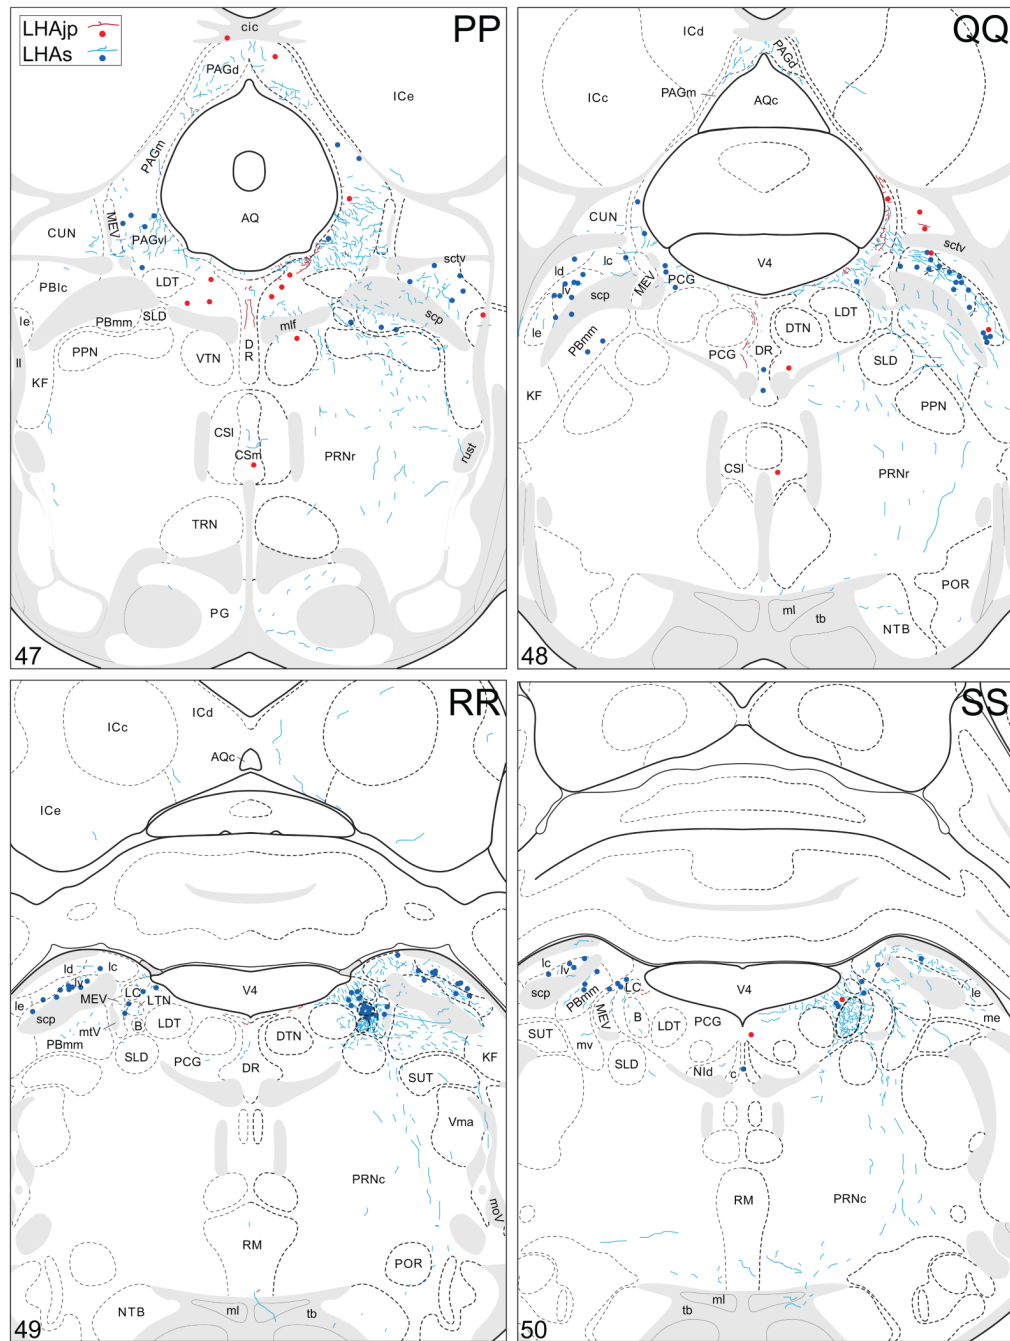 LHAjp
LHAs
PP
cic
PAGd
ICe
PAGm
AQ
MEV
CUN
PAGvl
sctv
LDT
PBlc
SLD
scp
le
PBmm
mlf
ll
PPN
VTN
DR
KF
CSl
CSm
PRNr
rust
TRN
PG
47
QQ
ICd
PAGd
ICc
PAGm
AQc
CUN
sctv
V4
ld
lc
MEV
PCG
lv
scp
LDT
le
DTN
PBmm
PCG
DR
SLD
KF
PPN
CSl
PRNr
POR
ml
tb
NTB
48
RR
ICd
ICc
AQc
ICe
ld
lc
lv
V4
MEV
LC
LTN
le
scp
mtV
B
LDT
DTN
PBmm
SLD
PCG
DR
KF
SUT
Vma
PRNc
moV
RM
POR
NTB
ml
tb
49
SS
lc
lv
V4
scp
PBmm
LC
le
MEV
B
LDT
PCG
me
SUT
mv
SLD
NId
c
RM
PRNc
ml
tb
50